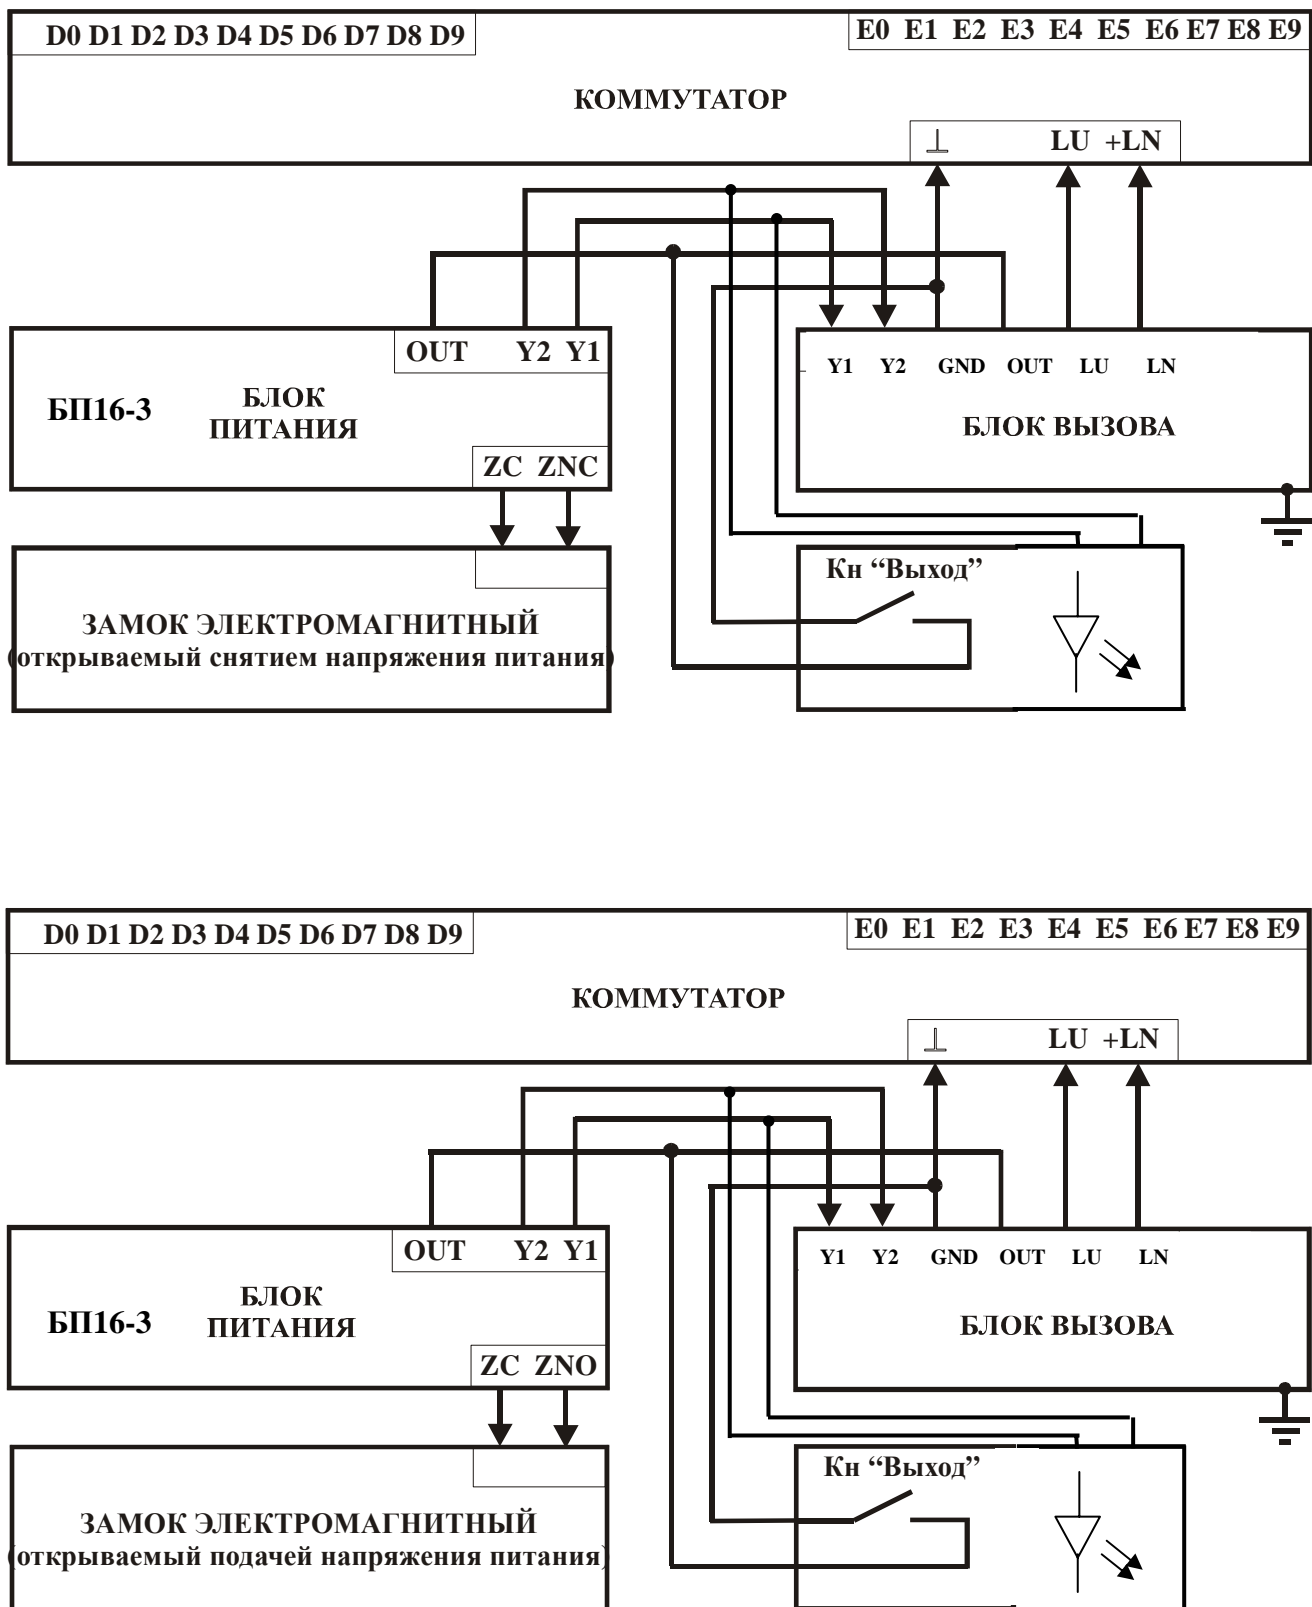 D0 D1 D2 D3 D4 D5 D6 D7 D8 D9
E0 E1 E2 E3 E4 E5 E6 E7 E8 E9
КОММУТАТОР
⊥ LU +LN
OUT Y2 Y1
БП16-3
БЛОК
ПИТАНИЯ
ZC ZNC
Y1 Y2 GND OUT LU LN
БЛОК ВЫЗОВА
ЗАМОК ЭЛЕКТРОМАГНИТНЫЙ
(открываемый снятием напряжения питания)
Кн “Выход”
D0 D1 D2 D3 D4 D5 D6 D7 D8 D9
E0 E1 E2 E3 E4 E5 E6 E7 E8 E9
КОММУТАТОР
⊥ LU +LN
OUT Y2 Y1
БП16-3
БЛОК
ПИТАНИЯ
ZC ZNO
Y1 Y2 GND OUT LU LN
БЛОК ВЫЗОВА
ЗАМОК ЭЛЕКТРОМАГНИТНЫЙ
(открываемый подачей напряжения питания)
Кн “Выход”